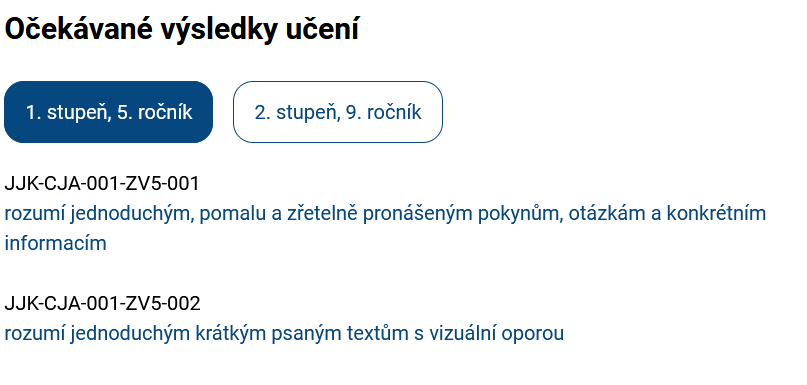 Očekávané výsledky učení
1. stupeň, 5. ročník
2. stupeň, 9. ročník
JJK-CJA-001-ZV5-001
rozumí jednoduchým, pomalu a zřetelně pronášeným pokynům, otázkám a konkrétním
informacím
JJK-CJA-001-ZV5-002
rozumí jednoduchým krátkým psaným textům s vizuální oporou